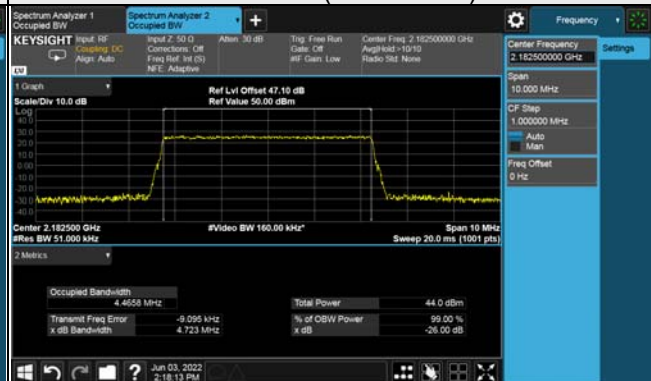 Spectrum Analyzer 1
Occupied BW
Spectrum Analyzer 2
Occupied BW
+
Frequency
KEYSIGHT
Input: RF
Coupling: DC
Align: Auto
Input Z: 50 Ω
Corrections: Off
Freq Ref: Int (S)
NFE: Adaptive
Atten: 30 dB
Trig: Free Run
Gate: Off
#IF Gain: Low
Center Freq: 2.182500000 GHz
Avg|Hold:>10/10
Radio Std: None
Center Frequency
2.182500000 GHz
Settings
Span
10.000 MHz
CF Step
1.000000 MHz
Auto
Man
Freq Offset
0 Hz
1 Graph
Scale/Div 10.0 dB
Ref Lvl Offset 47.10 dB
Ref Value 50.00 dBm
Log
40.0
30.0
20.0
10.0
0.00
-10.0
-20.0
-30.0
-40.0
Center 2.182500 GHz
#Res BW 51.000 kHz
#Video BW 160.00 kHz*
Span 10 MHz
Sweep 20.0 ms (1001 pts)
2 Metrics
Occupied Bandwidth
4.4658 MHz
Total Power 44.0 dBm
Transmit Freq Error -9.095 kHz
% of OBW Power 99.00 %
x dB Bandwidth 4.723 MHz
x dB -26.00 dB
?
Jun 03, 2022
2:18:13 PM